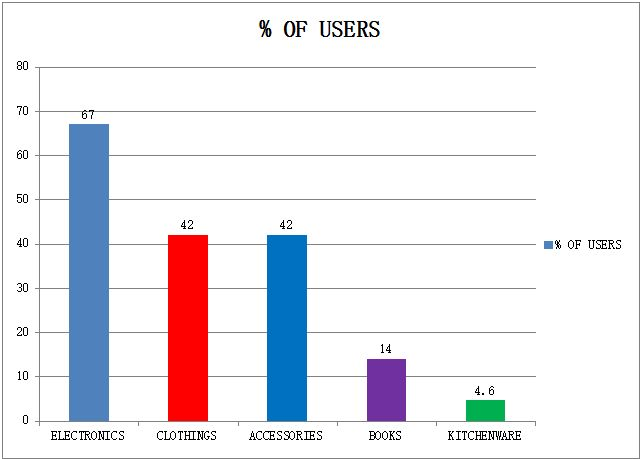 % OF USERS
80
70
60
50
40
30
20
10
0
67
42
42
14
4.6
ELECTRONICS
CLOTHINGS
ACCESSORIES
BOOKS
KITCHENWARE
% OF USERS